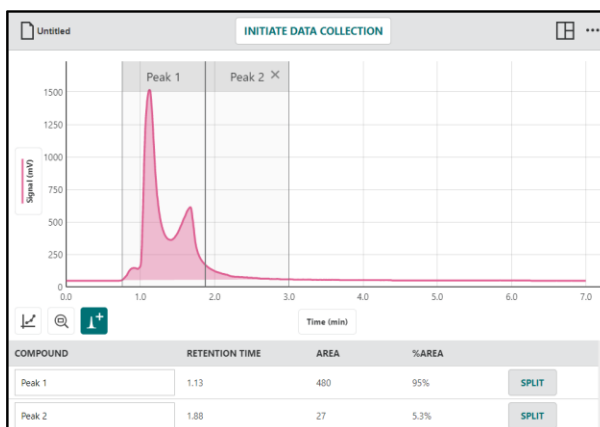 Untitled
INITIATE DATA COLLECTION
Peak 1
Peak 2
Signal (mV)
1500
1250
1000
750
500
250
0
0.0 1.0 2.0 3.0 4.0 5.0 6.0 7.0
Time (min)
COMPOUND RETENTION TIME AREA %AREA
Peak 1 1.13 480 95% SPLIT
Peak 2 1.88 27 5.3% SPLIT